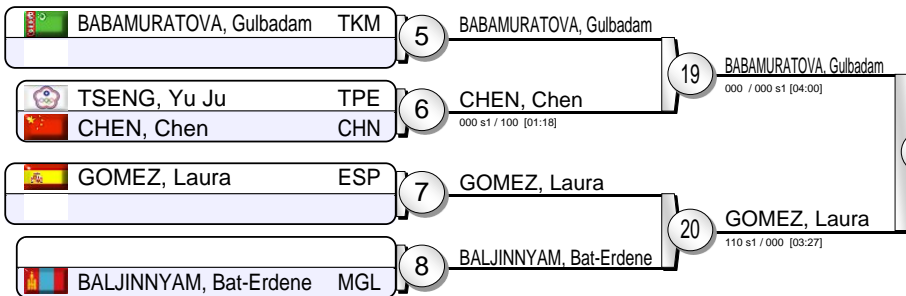 BABAMURATOVA, Gulbadam TKM
5
BABAMURATOVA, Gulbadam
19
BABAMURATOVA, Gulbadam
000 / 000 s1 [04:00]
TSENG, Yu Ju TPE
CHEN, Chen CHN
6
CHEN, Chen
000 s1 / 100 [01:18]
GOMEZ, Laura ESP
7
GOMEZ, Laura
20
GOMEZ, Laura
110 s1 / 000 [03:27]
BALJINNYAM, Bat-Erdene MGL
8
BALJINNYAM, Bat-Erdene